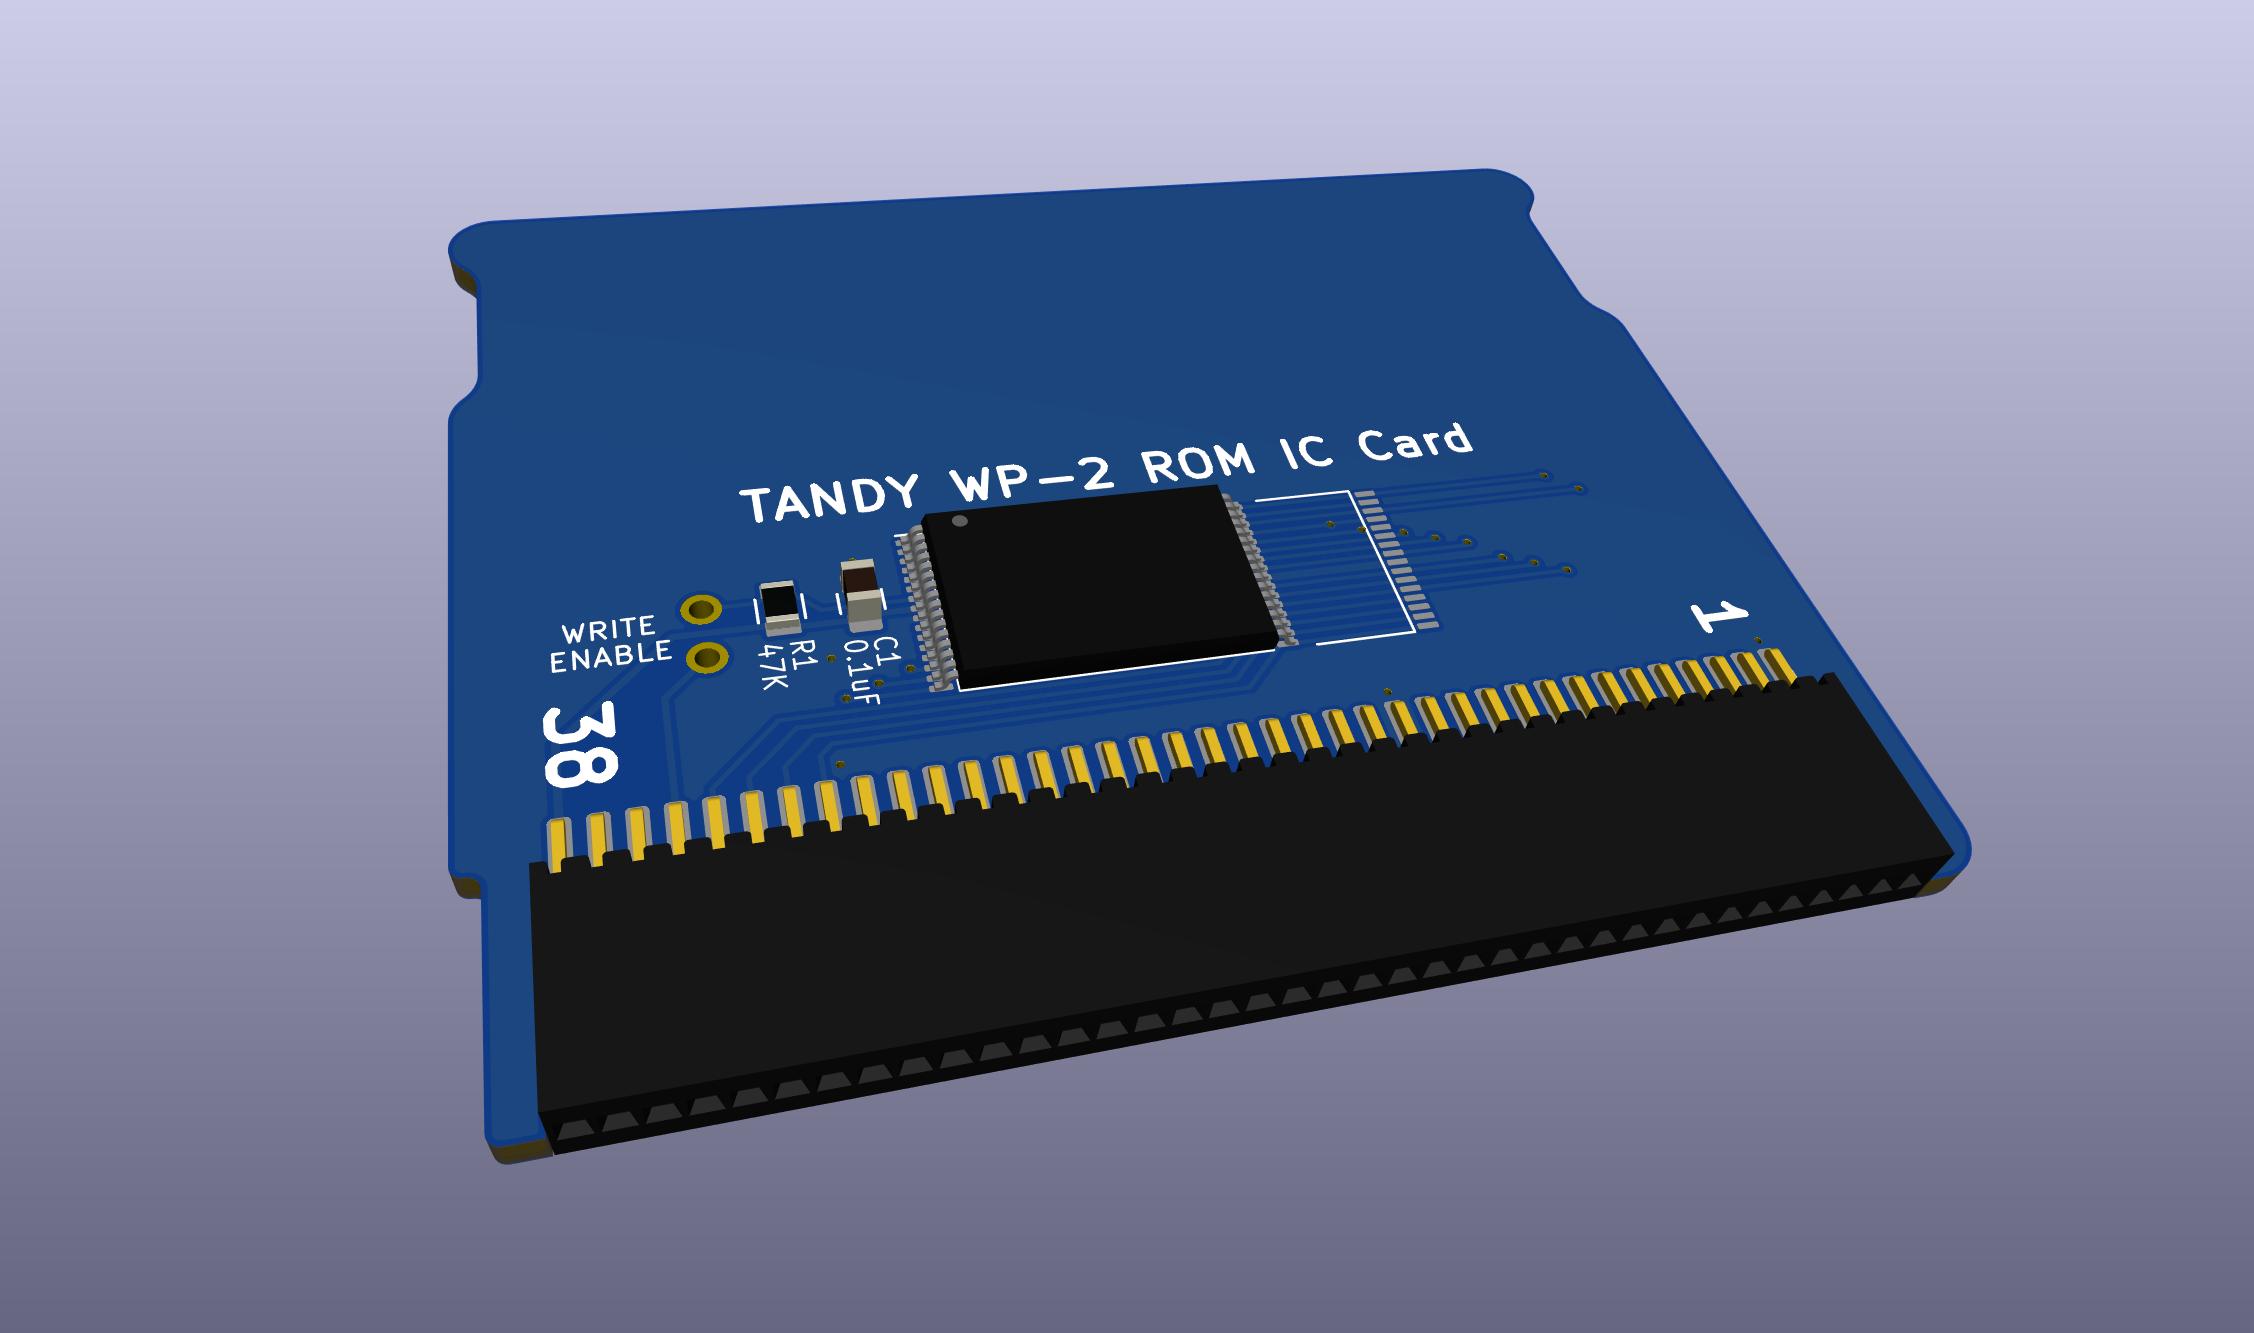 TANDY WP-2 ROM IC Card
WRITE
ENABLE
R1
47K
C1
0.1uF
38
1